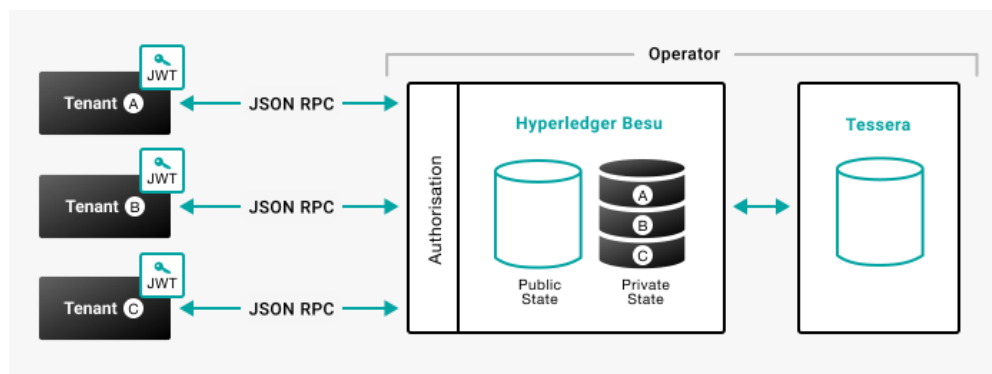 Operator
JWT
Tenant A
JSON RPC
Hyperledger Besu
Tessera
JWT
Tenant B
JSON RPC
Authorisation
A
B
C
Public
State
Private
State
JWT
Tenant C
JSON RPC